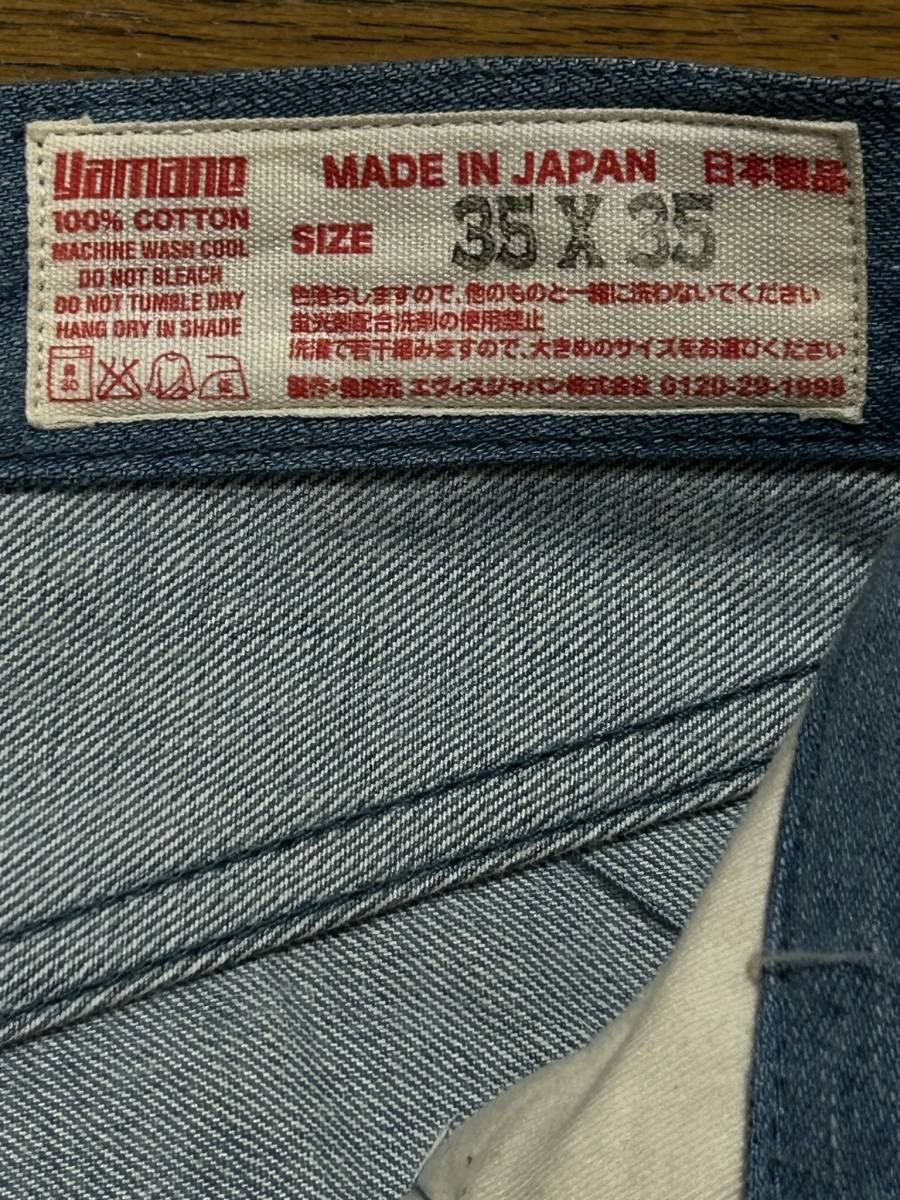 Yamane
100% COTTON
MACHINE WASH COOL
DO NOT BLEACH
DO NOT TUMBLE DRY
HANG DRY IN SHADE
30
MADE IN JAPAN 日本製品
SIZE 35 X 35
色落ちしますので、他のものと一緒に洗わないでください
蛍光剤配合洗剤の使用禁止
洗濯で若干縮みますので、大きめのサイズをお選びください
製作・発売元 エヴィスジャパン株式会社 0120-29-1998